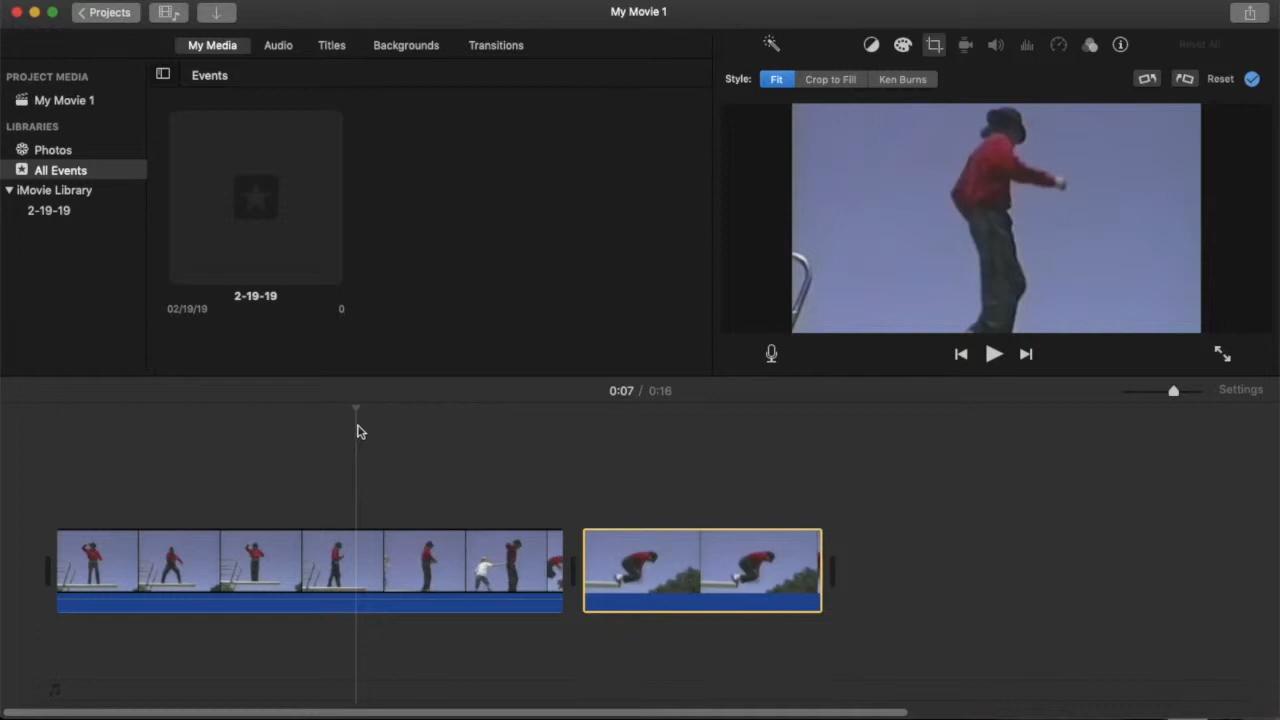 Projects
My Movie 1
My Media Audio Titles Backgrounds Transitions
Reset All
PROJECT MEDIA
Events
Style: Fit Crop to Fill Ken Burns Reset
My Movie 1
LIBRARIES
Photos
All Events
iMovie Library
2-19-19
2-19-19
02/19/19 0
0:07 / 0:16
Settings